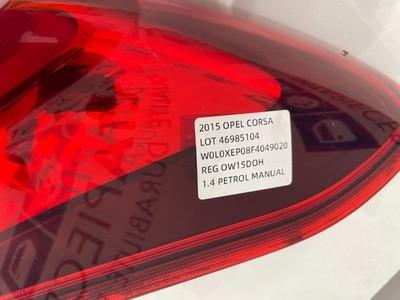 2015 OPEL CORSA
LOT 46985104
W0L0XEP08F4049020
REG OW15DOH
1.4 PETROL MANUAL